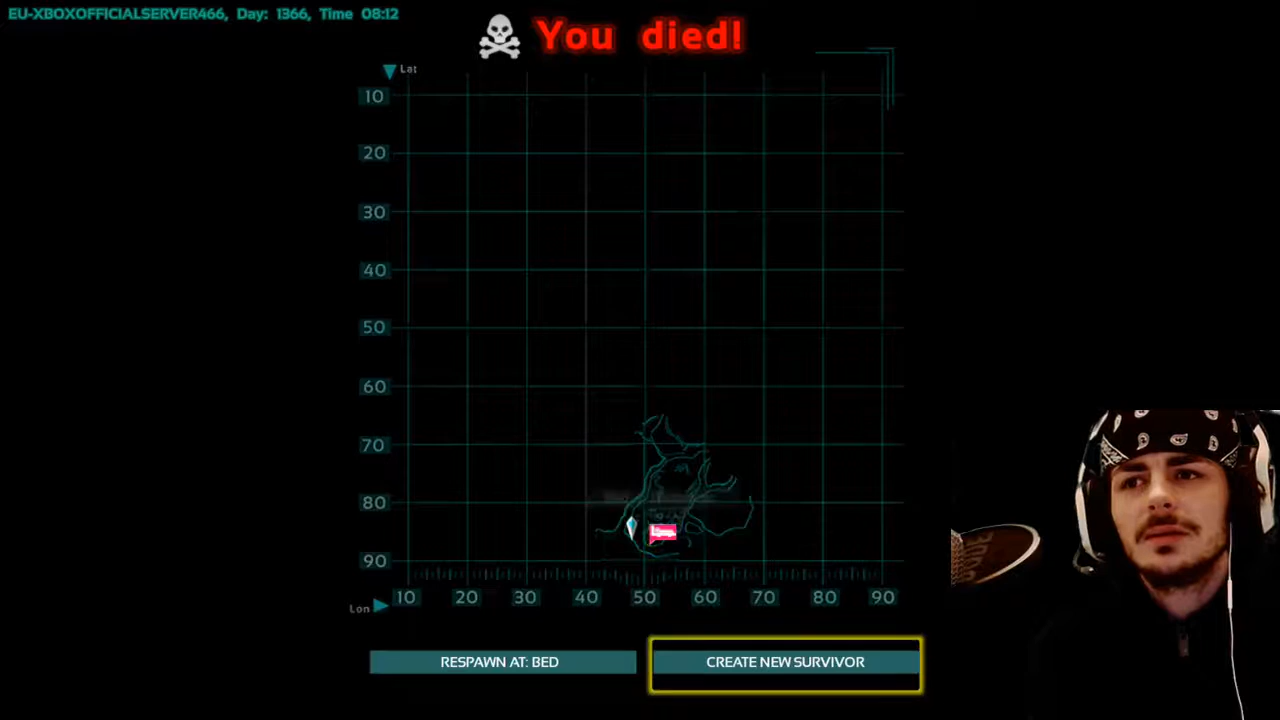 EU-XBOXOFFICIALSERVER466, Day: 1366, Time 08:12
You died!
Lat
10
20
30
40
50
60
70
80
90
Lon
10 20 30 40 50 60 70 80 90
RESPAWN AT: BED
CREATE NEW SURVIVOR